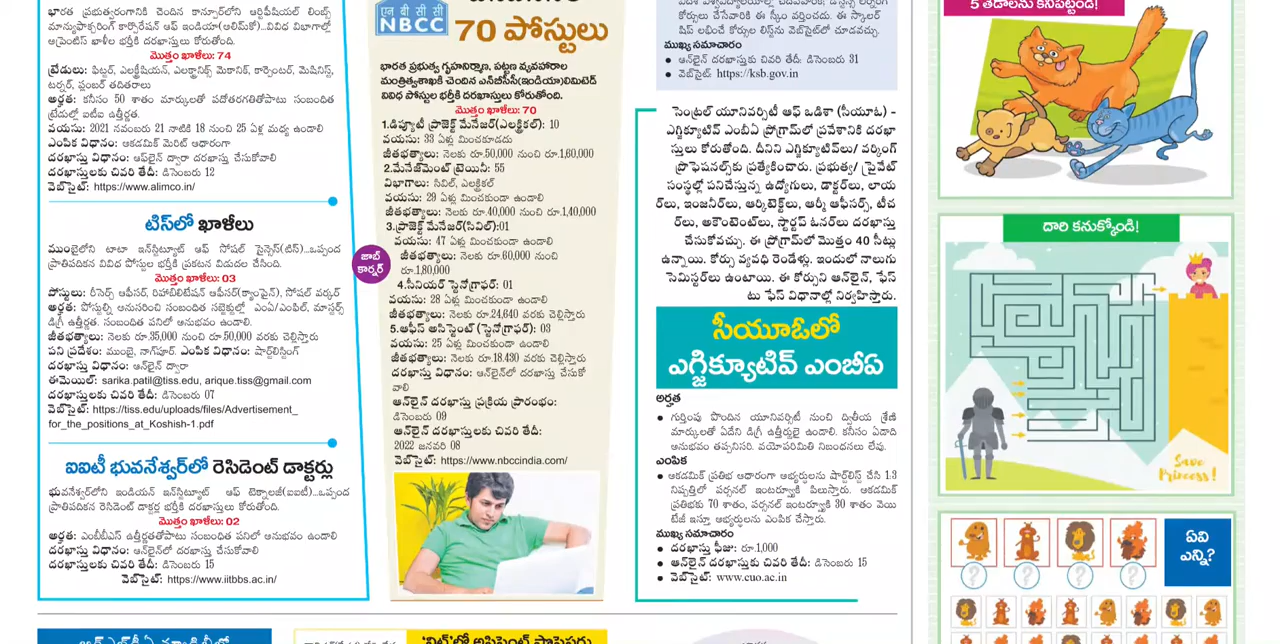 భారత ప్రభుత్వరంగానికి చెందిన కాన్పూర్‌లోని ఆర్టిఫీషియల్ లింబ్స్
మాన్యుఫాక్చరింగ్ కార్పొరేషన్ ఆఫ్ ఇండియా(అలిమ్‌కో)...వివిధ విభాగాల్లో
అప్రెంటిస్ ఖాళీల భర్తీకి దరఖాస్తులు కోరుతోంది.
మొత్తం ఖాళీలు: 74
ట్రేడులు: ఫిట్టర్, ఎలక్ట్రీషియన్, ఎలక్ట్రానిక్స్ మెకానిక్, కార్పెంటర్, మెషినిస్ట్,
టర్నర్, ప్లంబర్ తదితరాలు
అర్హత: కనీసం 50 శాతం మార్కులతో పదోతరగతితోపాటు సంబంధిత
ట్రేడుల్లో ఐటీఐ ఉత్తీర్ణత.
వయసు: 2021 నవంబరు 21 నాటికి 18 నుంచి 25 ఏళ్ల మధ్య ఉండాలి
ఎంపిక విధానం: అకడమిక్ మెరిట్ ఆధారంగా
దరఖాస్తు విధానం: ఆఫ్‌లైన్ ద్వారా దరఖాస్తు చేసుకోవాలి
దరఖాస్తులకు చివరి తేదీ: డిసెంబరు 12
వెబ్‌సైట్: https://www.alimco.in/
టిస్‌లో ఖాళీలు
ముంబైలోని టాటా ఇన్‌స్టిట్యూట్ ఆఫ్ సోషల్ సైన్సెస్(టిస్)...ఒప్పంద
ప్రాతిపదికన వివిధ పోస్టుల భర్తీకి ప్రకటన విడుదల చేసింది.
మొత్తం ఖాళీలు: 03
పోస్టులు: రీసెర్చ్ ఆఫీసర్, రిహాబిలిటేషన్ ఆఫీసర్(క్యాంపైన్), సోషల్ వర్కర్
అర్హత: పోస్టుల్ని అనుసరించి సంబంధిత సబ్జెక్టుల్లో ఎంఏ/ఎంఫిల్, మాస్టర్స్
డిగ్రీ ఉత్తీర్ణత. సంబంధిత పనిలో అనుభవం ఉండాలి.
జీతభత్యాలు: నెలకు రూ.35,000 నుంచి రూ.50,000 వరకు చెల్లిస్తారు
పని ప్రదేశం: ముంబై, నాగ్‌పూర్. ఎంపిక విధానం: షార్ట్‌లిస్టింగ్
దరఖాస్తు విధానం: ఆన్‌లైన్ ద్వారా
ఈమెయిల్: sarika.patil@tiss.edu, arique.tiss@gmail.com
దరఖాస్తులకు చివరి తేదీ: డిసెంబరు 07
వెబ్‌సైట్: https://tiss.edu/uploads/files/Advertisement_
for_the_positions_at_Koshish-1.pdf
ఐఐటీ భువనేశ్వర్‌లో రెసిడెంట్ డాక్టర్లు
భువనేశ్వర్‌లోని ఇండియన్ ఇన్‌స్టిట్యూట్ ఆఫ్ టెక్నాలజీ(ఐఐటీ)...ఒప్పంద
ప్రాతిపదికన రెసిడెంట్ డాక్టర్ల భర్తీకి దరఖాస్తులు కోరుతోంది.
మొత్తం ఖాళీలు: 02
అర్హత: ఎంబీబీఎస్ ఉత్తీర్ణతతోపాటు సంబంధిత పనిలో అనుభవం ఉండాలి
దరఖాస్తు విధానం: ఆన్‌లైన్‌లో దరఖాస్తు చేసుకోవాలి
దరఖాస్తులకు చివరి తేదీ: డిసెంబరు 15
వెబ్‌సైట్: https://www.iitbbs.ac.in/
జాబ్
కార్నర్
एन बी सी सी
NBCC
70 పోస్టులు
భారత ప్రభుత్వ గృహనిర్మాణ, పట్టణ వ్యవహారాల
మంత్రిత్వశాఖకి చెందిన ఎన్‌బీసీసీ(ఇండియా)లిమిటెడ్
వివిధ పోస్టుల భర్తీకి దరఖాస్తులు కోరుతోంది.
మొత్తం ఖాళీలు: 70
1.డిప్యూటీ ప్రాజెక్ట్ మేనేజర్(ఎలక్ట్రికల్): 10
వయసు: 33 ఏళ్లు మించకూడదు
జీతభత్యాలు: నెలకు రూ.50,000 నుంచి రూ.1,60,000
2.మేనేజ్‌మెంట్ ట్రెయినీ: 55
విభాగాలు: సివిల్, ఎలక్ట్రికల్
వయసు: 29 ఏళ్లు మించకుండా ఉండాలి
జీతభత్యాలు: నెలకు రూ.40,000 నుంచి రూ.1,40,000
3.ప్రాజెక్ట్ మేనేజర్(సివిల్):01
వయసు: 47 ఏళ్లు మించకుండా ఉండాలి
జీతభత్యాలు: నెలకు రూ.60,000 నుంచి
రూ.1,80,000
4.సీనియర్ స్టెనోగ్రాఫర్: 01
వయసు: 28 ఏళ్లు మించకుండా ఉండాలి
జీతభత్యాలు: నెలకు రూ.24,640 వరకు చెల్లిస్తారు
5.ఆఫీస్ అసిస్టెంట్ (స్టెనోగ్రాఫర్): 03
వయసు: 25 ఏళ్లు మించకుండా ఉండాలి
జీతభత్యాలు: నెలకు రూ.18.430 వరకు చెల్లిస్తారు
దరఖాస్తు విధానం: ఆన్‌లైన్‌లో దరఖాస్తు చేసుకో
వాలి
ఆన్‌లైన్ దరఖాస్తు ప్రక్రియ ప్రారంభం:
డిసెంబరు 09
ఆన్‌లైన్ దరఖాస్తులకు చివరి తేదీ:
2022 జనవరి 08
వెబ్‌సైట్: https://www.nbccindia.com/
కోర్సులు చేసేవారికి ఈ స్కీం వర్తించదు. ఈ స్కాలర్
షిప్ లభించే కోర్సుల లిస్ట్‌ను వెబ్‌సైట్‌లో చూడవచ్చు.
ముఖ్య సమాచారం
● ఆన్‌లైన్ దరఖాస్తుకు చివరి తేదీ: డిసెంబరు 31
● వెబ్‌సైట్: https://ksb.gov.in
సెంట్రల్ యూనివర్సిటీ ఆఫ్ ఒడిశా (సీయూఓ) -
ఎగ్జిక్యూటివ్ ఎంబీఏ ప్రోగ్రామ్‌లో ప్రవేశానికి దరఖా
స్తులు కోరుతోంది. దీనిని ఎగ్జిక్యూటివ్‌లు/ వర్కింగ్
ప్రొఫెషనల్స్‌కు ప్రత్యేకించారు. ప్రభుత్వ/ ప్రైవేట్
సంస్థల్లో పనిచేస్తున్న ఉద్యోగులు, డాక్టర్‌లు, లాయ
ర్‌లు, ఇంజనీర్‌లు, ఆర్కిటెక్ట్‌లు, ఆర్మీ ఆఫీసర్స్, టీచ
ర్‌లు, అకౌంటెంట్‌లు, స్టార్టప్ ఓనర్‌లు దరఖాస్తు
చేసుకోవచ్చు. ఈ ప్రోగ్రామ్‌లో మొత్తం 40 సీట్లు
ఉన్నాయి. కోర్సు వ్యవధి రెండేళ్లు. ఇందులో నాలుగు
సెమిస్టర్‌లు ఉంటాయి. ఈ కోర్సుని ఆన్‌లైన్, ఫేస్
టు ఫేస్ విధానాల్లో నిర్వహిస్తారు.
సీయూఓలో
ఎగ్జిక్యూటివ్ ఎంబీఏ
అర్హత
● గుర్తింపు పొందిన యూనివర్సిటీ నుంచి ద్వితీయ శ్రేణి
మార్కులతో ఏదేని డిగ్రీ ఉత్తీర్ణులై ఉండాలి. కనీసం ఏడాది
అనుభవం తప్పనిసరి. వయోపరిమితి నిబంధనలు లేవు.
ఎంపిక
● అకడమిక్ ప్రతిభ ఆధారంగా అభ్యర్థులను షార్ట్‌లిస్ట్ చేసి 1:3
నిష్పత్తిలో పర్సనల్ ఇంటర్వ్యూకి పిలుస్తారు. అకడమిక్
ప్రతిభకు 70 శాతం, పర్సనల్ ఇంటర్వ్యూకి 30 శాతం వెయి
టేజీ ఇస్తూ అభ్యర్థులను ఎంపిక చేస్తారు.
ముఖ్య సమాచారం
● దరఖాస్తు ఫీజు: రూ.1,000
● ఆన్‌లైన్ దరఖాస్తుకు చివరి తేదీ: డిసెంబరు 15
● వెబ్‌సైట్: www.cuo.ac.in
5 తేడాలను కనిపెట్టండి!
దారి కనుక్కోండి!
Save
Princess!
ఏవి
ఎన్ని?
? ? ? ?
'నిట్'లో అసిస్టెంట్ ప్రొఫెసర్లు